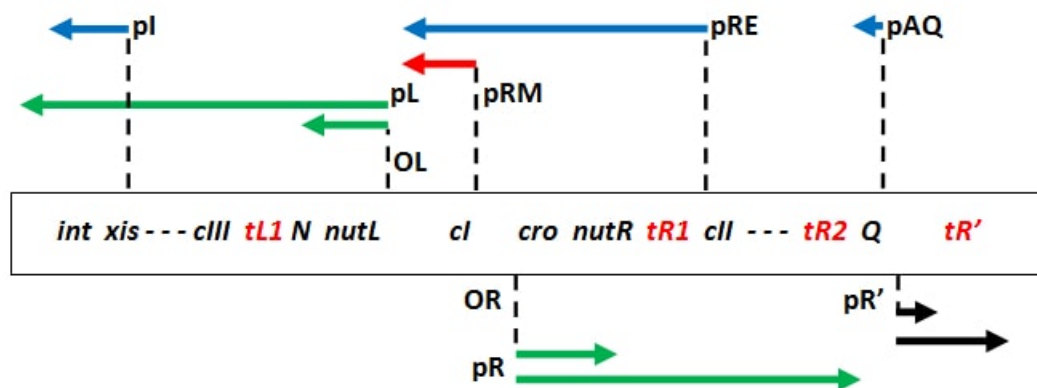 pI pRE pAQ
pL pRM
OL
int xis - - - cIII tL1 N nutL cI cro nutR tR1 cII - - - tR2 Q tR’
OR pR’
pR